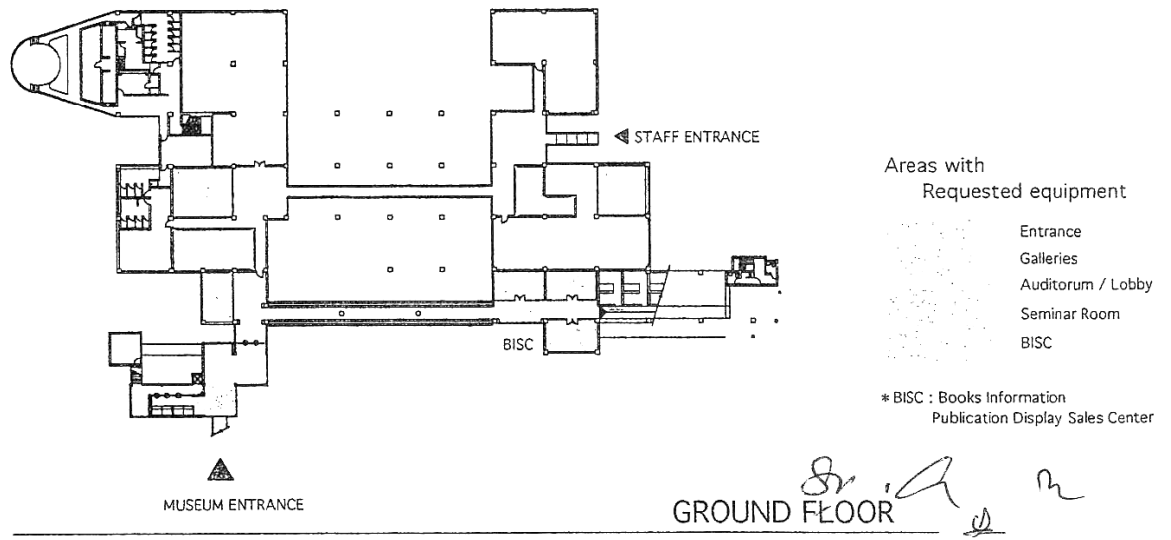 STAFF ENTRANCE
Areas with
Requested equipment
Entrance
Galleries
Auditorum / Lobby
Seminar Room
BISC
BISC
* BISC : Books Information
Publication Display Sales Center
MUSEUM ENTRANCE
GROUND FLOOR